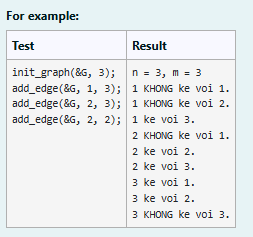 For example:
Test
Result
init_graph(&G, 3);
add_edge(&G, 1, 3);
add_edge(&G, 2, 3);
add_edge(&G, 2, 2);
n = 3, m = 3
1 KHONG ke voi 1.
1 KHONG ke voi 2.
1 ke voi 3.
2 KHONG ke voi 1.
2 ke voi 2.
2 ke voi 3.
3 ke voi 1.
3 ke voi 2.
3 KHONG ke voi 3.